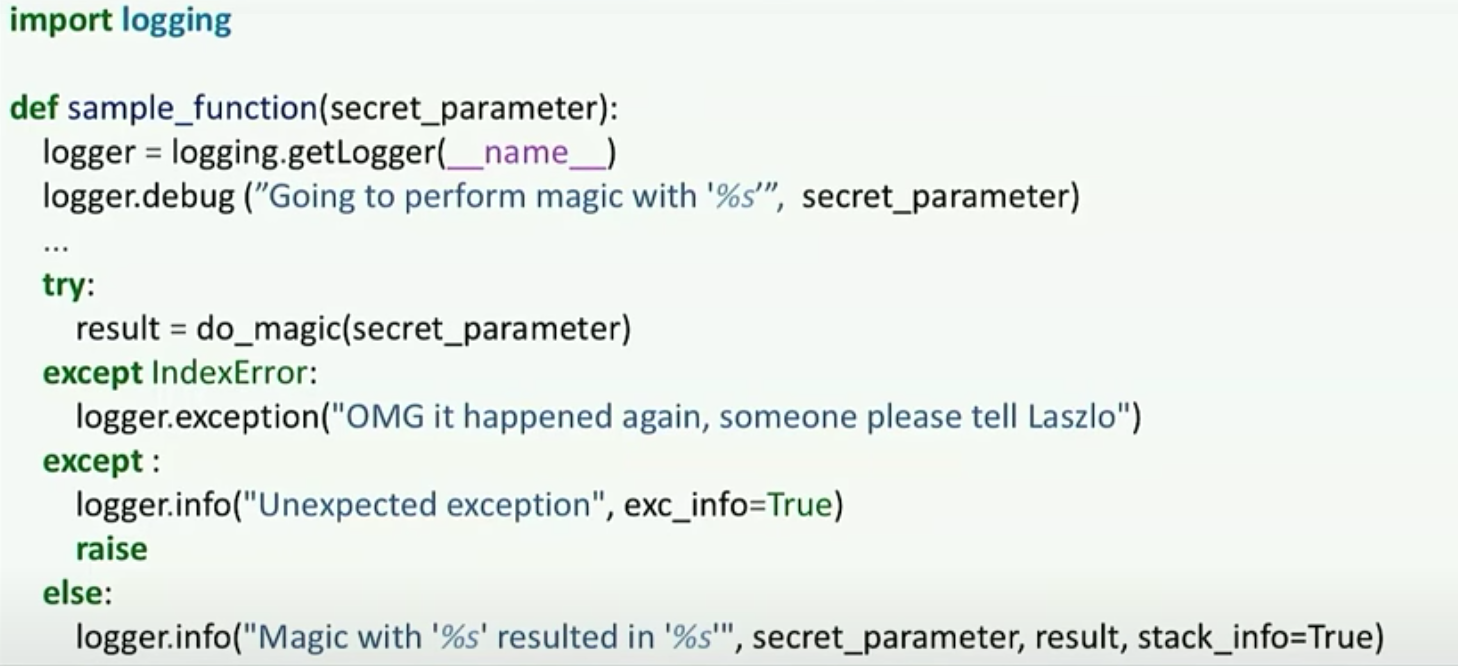 import logging
def sample_function(secret_parameter):
logger = logging.getLogger(__name__)
logger.debug (”Going to perform magic with '%s’”, secret_parameter)
...
try:
result = do_magic(secret_parameter)
except IndexError:
logger.exception("OMG it happened again, someone please tell Laszlo")
except :
logger.info("Unexpected exception", exc_info=True)
raise
else:
logger.info("Magic with '%s' resulted in '%s'", secret_parameter, result, stack_info=True)